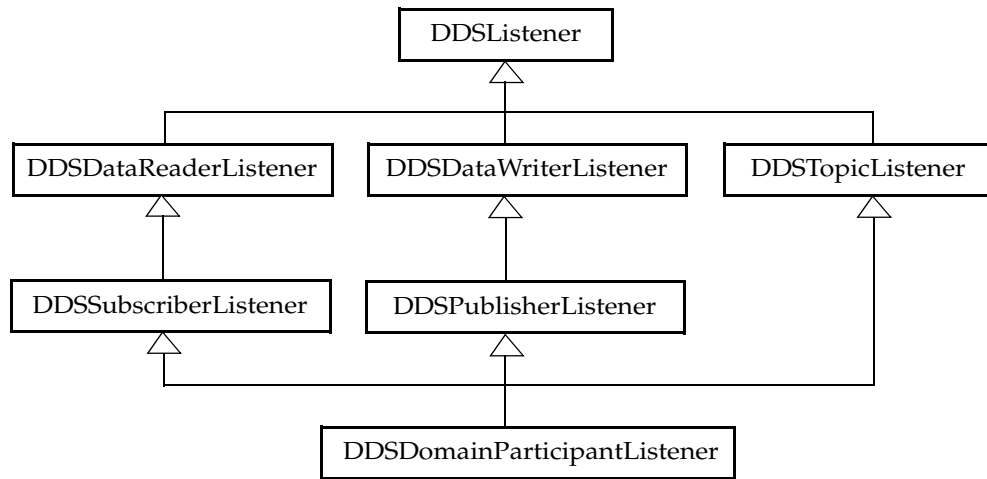 DDSListener
DDSDataReaderListener
DDSDataWriterListener
DDSTopicListener
DDSSubscriberListener
DDSPublisherListener
DDSDomainParticipantListener